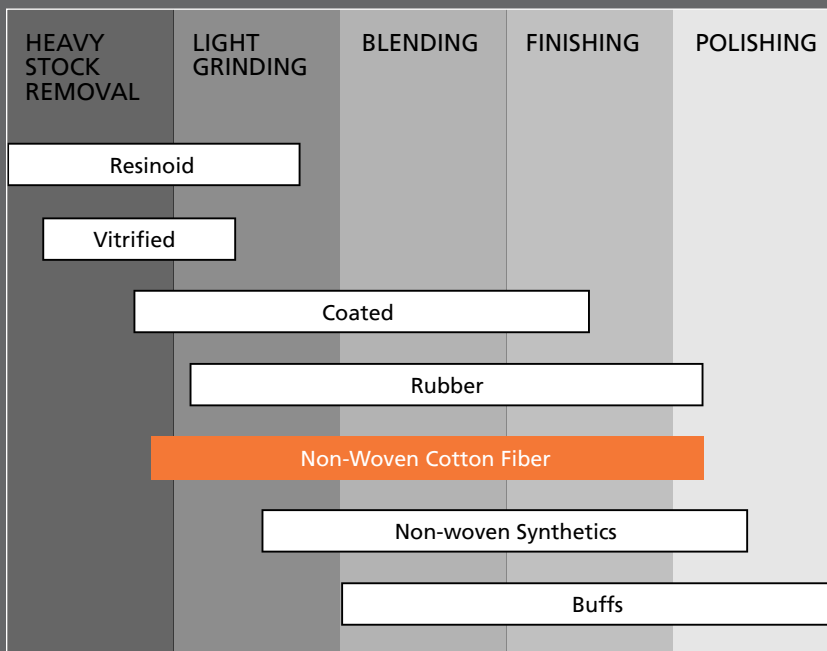 HEAVY
STOCK
REMOVAL
LIGHT
GRINDING
BLENDING
FINISHING
POLISHING
Resinoid
Vitrified
Coated
Rubber
Non-Woven Cotton Fiber
Non-woven Synthetics
Buffs